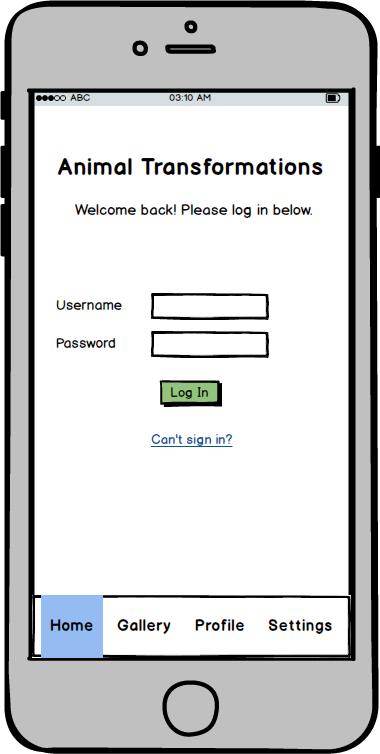 ABC 03:10 AM
Animal Transformations
Welcome back! Please log in below.
Username
Password
Log In
Can't sign in?
Home Gallery Profile Settings